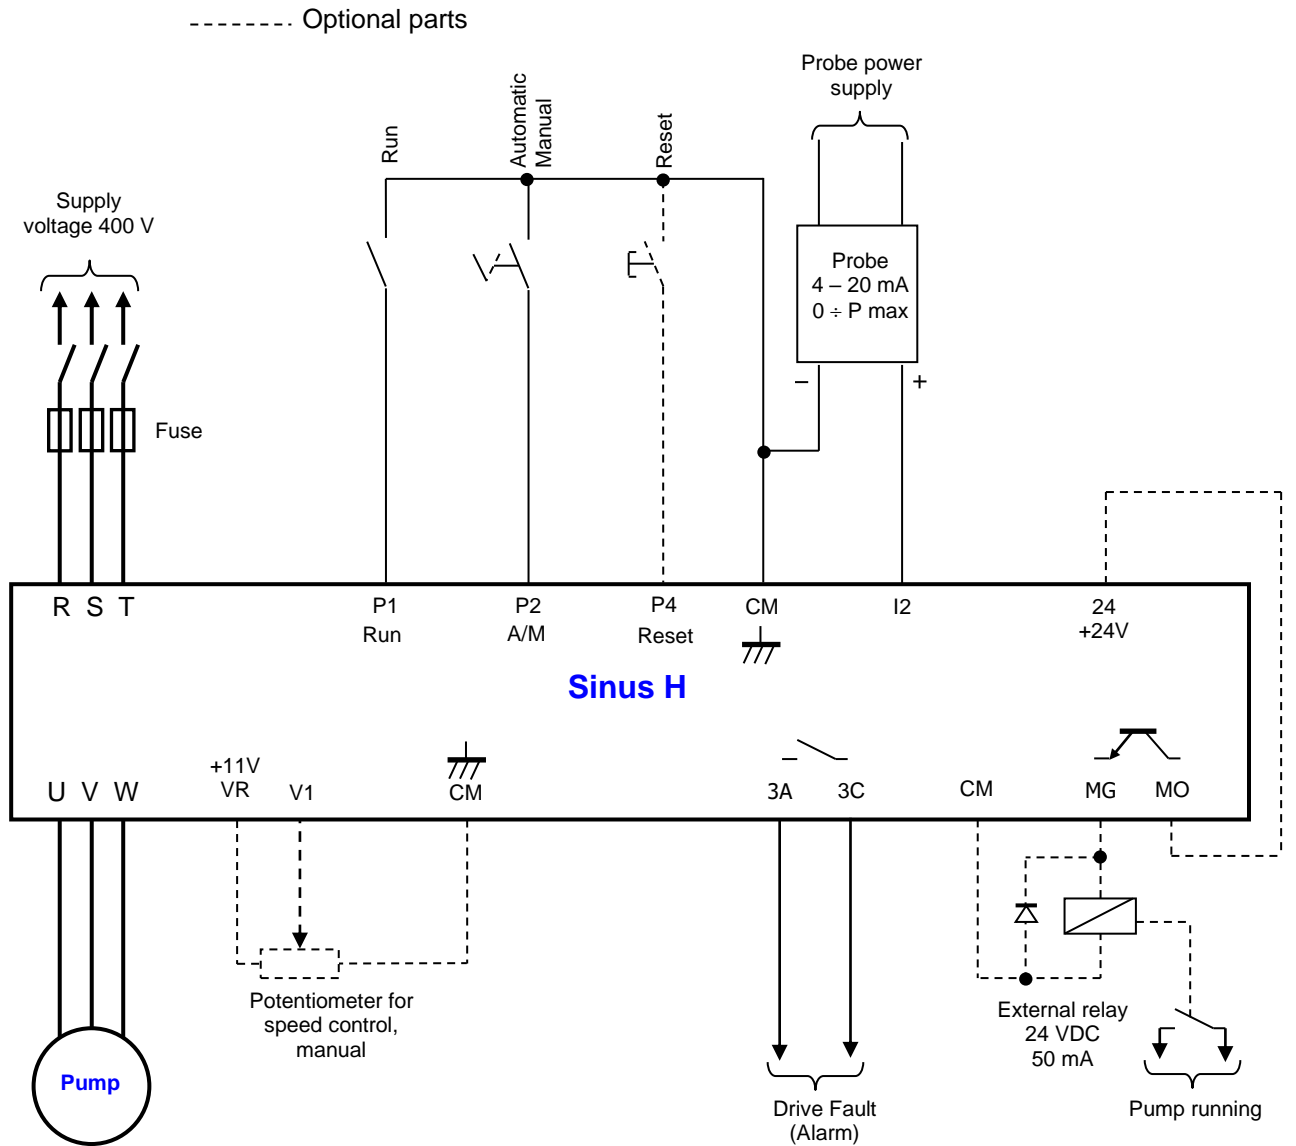 Optional parts
Probe power
supply
Run
Automatic
Manual
Reset
Supply
voltage 400 V
Probe
4 – 20 mA
0 ÷ P max
–
+
Fuse
R S T
P1
Run
P2
A/M
P4
Reset
CM
I2
24
+24V
Sinus H
U V W
+11V
VR
V1
CM
3A
3C
CM
MG
MO
Potentiometer for
speed control,
manual
External relay
24 VDC
50 mA
Pump
Drive Fault
(Alarm)
Pump running